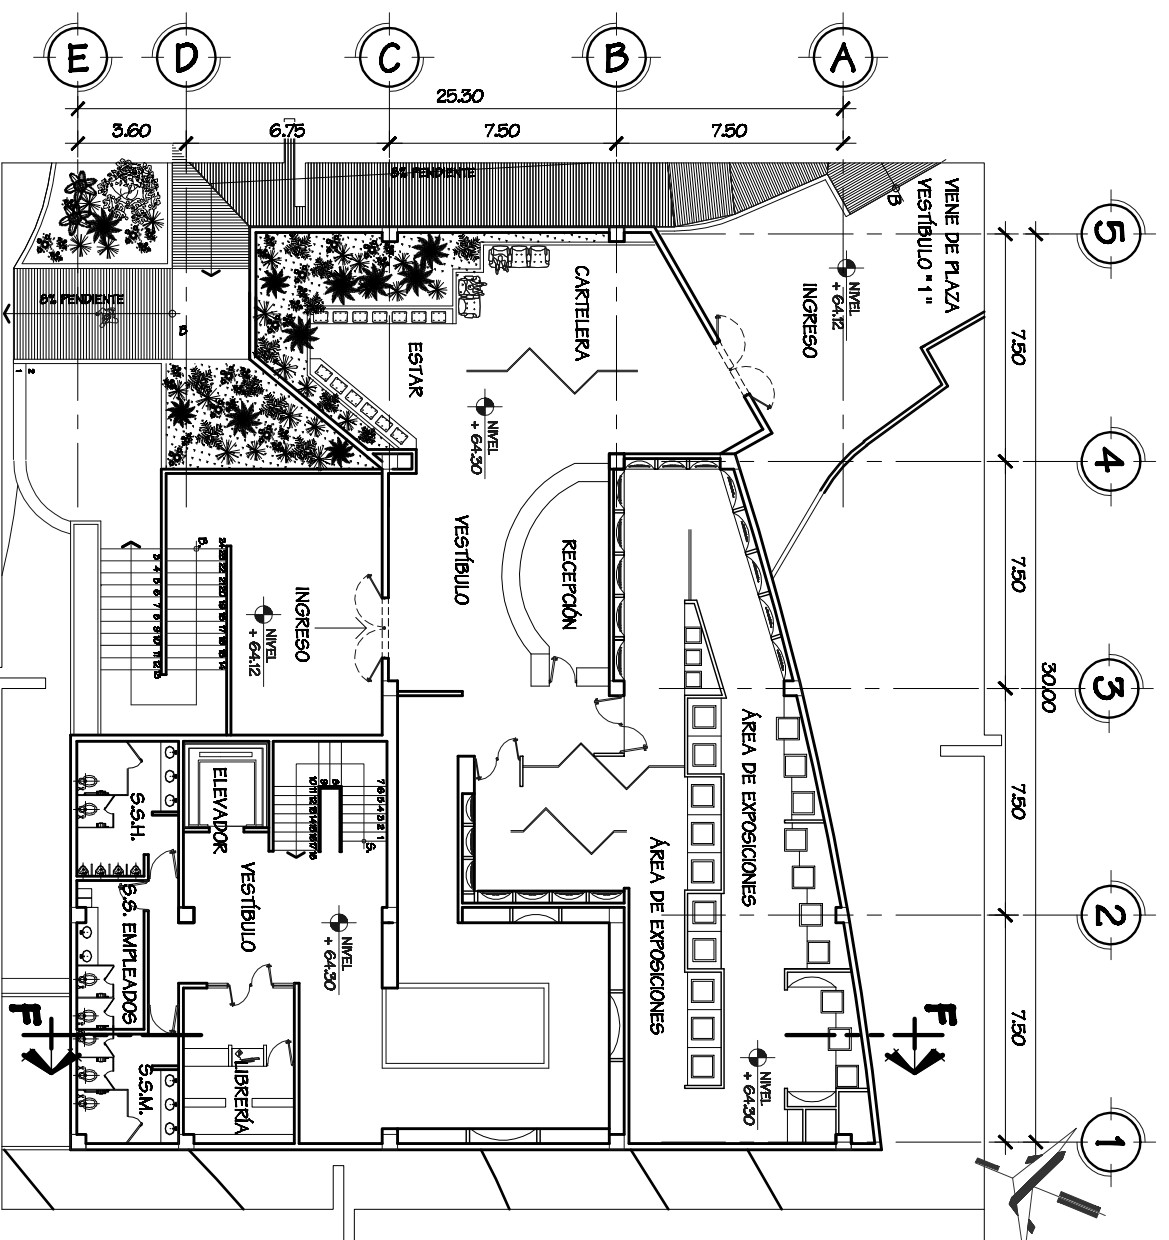 E D C B A
25.30
3.60 6.75 7.50 7.50
8% PENDIENTE
B
VIENE DE PLAZA
VESTÍBULO "1"
5
NIVEL
+ 64.12
INGRESO
CARTELERA
8% PENDIENTE
B
7.50
ESTAR
2
1
NIVEL
+ 64.30
4
VESTÍBULO
RECEPCIÓN
7.50
B.
INGRESO
NIVEL
+ 64.12
3
30.00
ÁREA DE EXPOSICIONES
7.50
ELEVADOR
S.S.H.
S.
ÁREA DE EXPOSICIONES
VESTÍBULO
NIVEL
+ 64.30
2
S.S. EMPLEADOS
7.50
F
F
LIBRERÍA
S.S.M.
NIVEL
+ 64.30
1